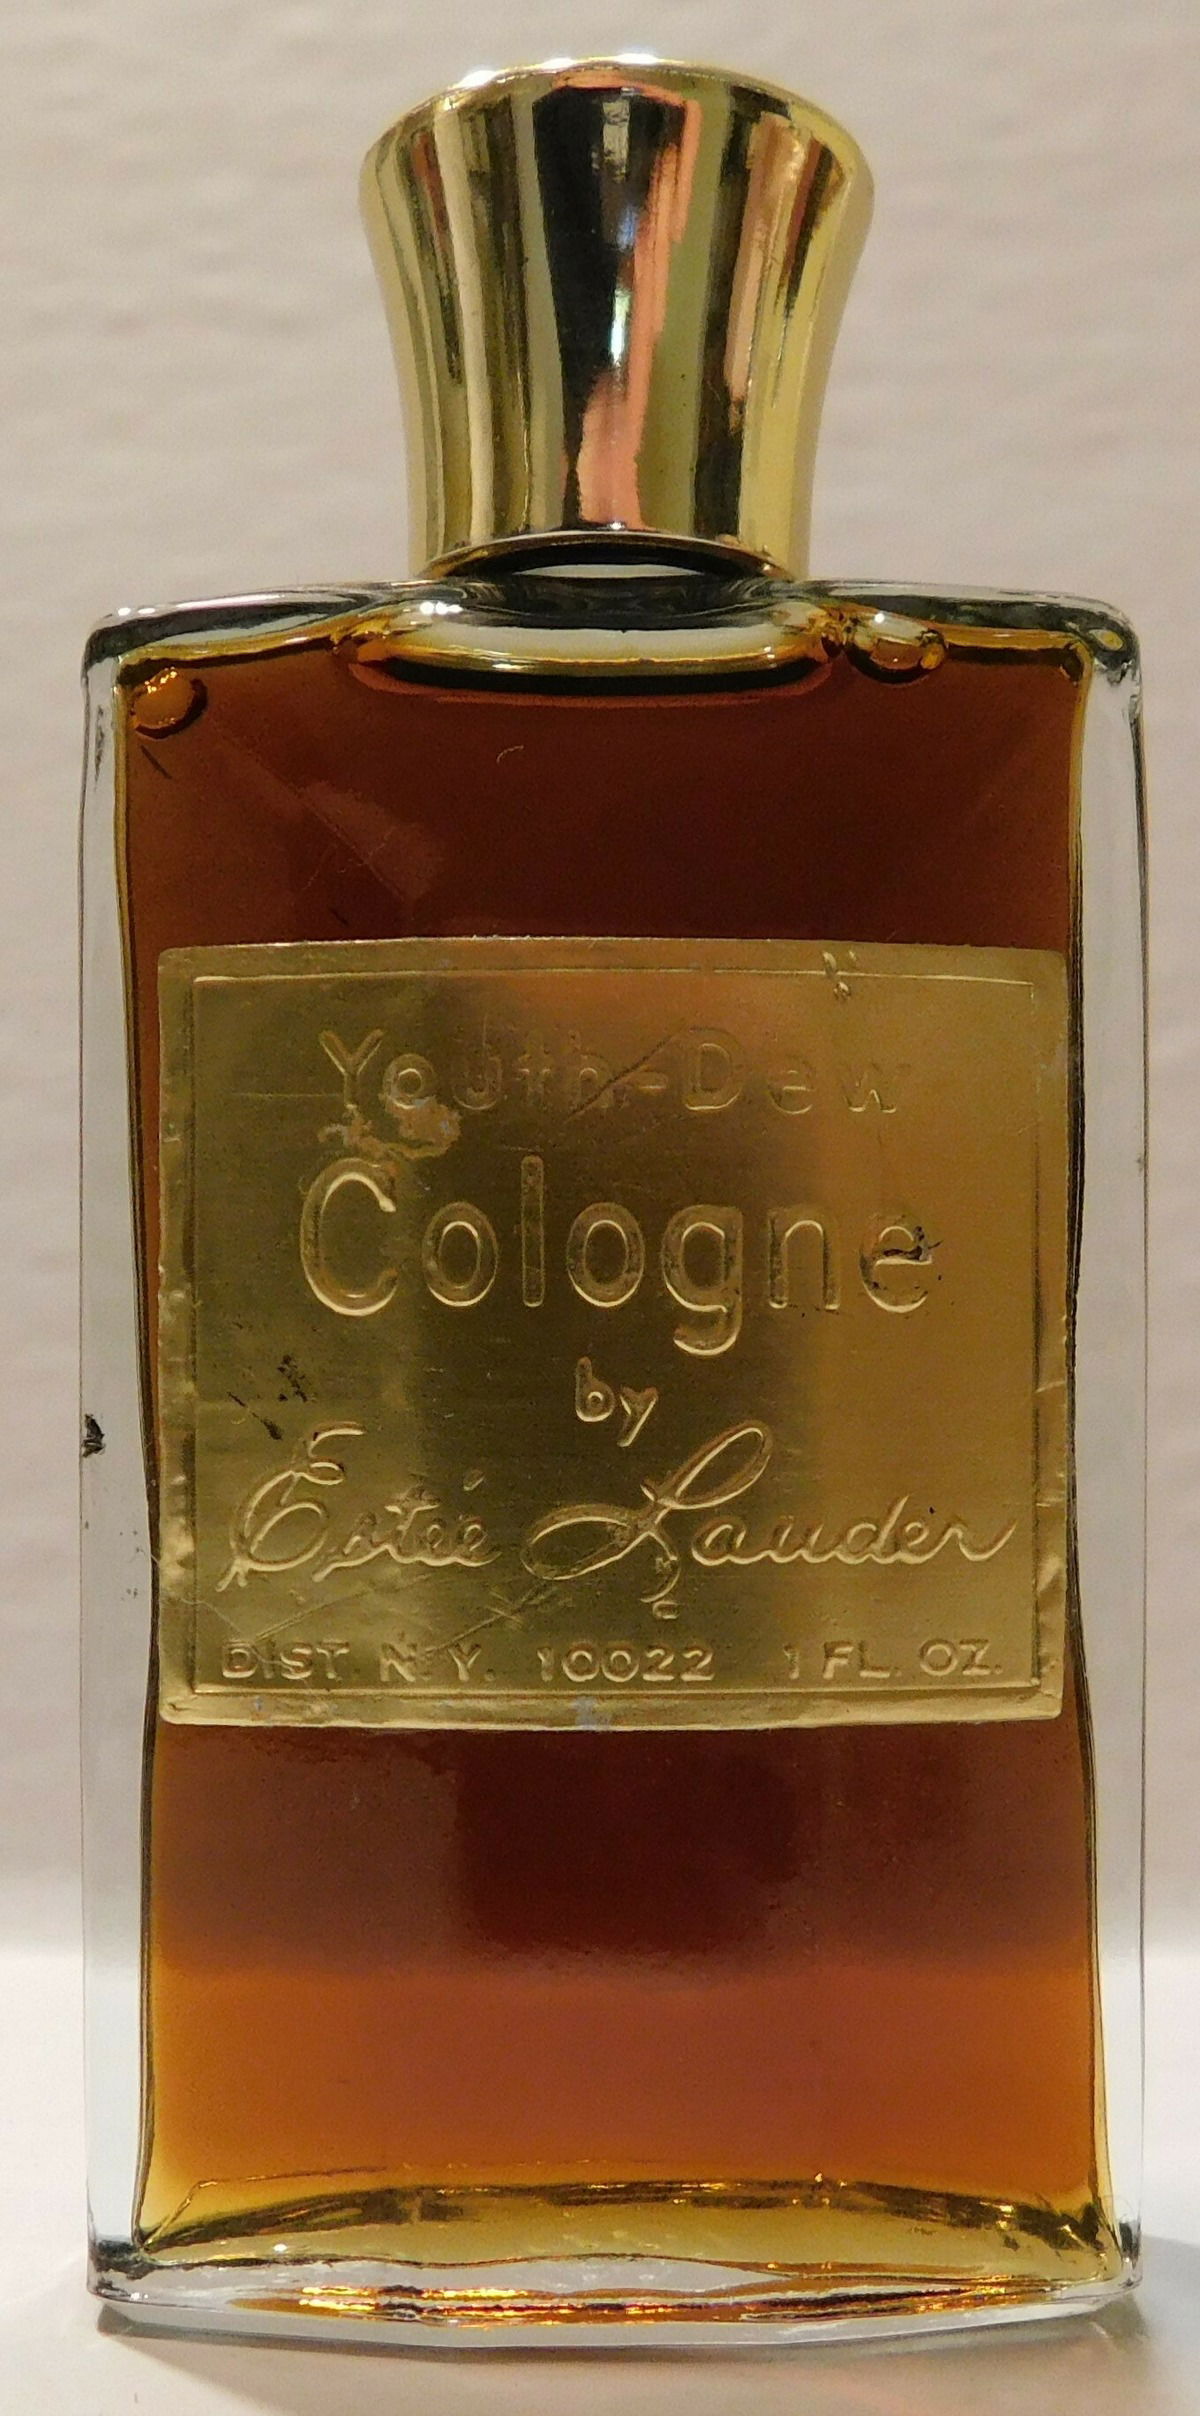 Youth-Dew
Cologne
by
Estée Lauder
DIST. N.Y. 10022 1 FL. OZ.